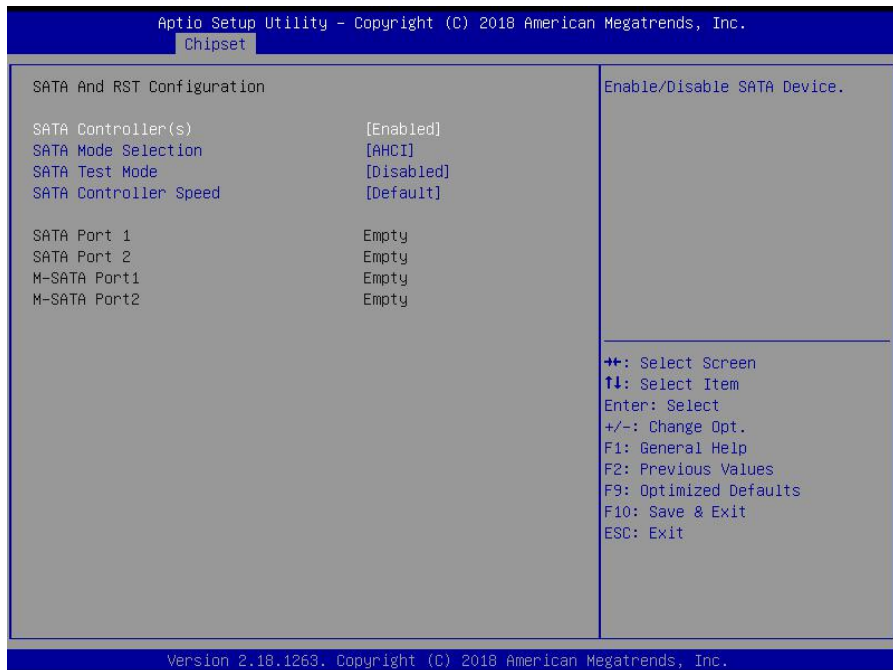 Aptio Setup Utility – Copyright (C) 2018 American Megatrends, Inc.
Chipset
SATA And RST Configuration
SATA Controller(s) [Enabled]
SATA Mode Selection [AHCI]
SATA Test Mode [Disabled]
SATA Controller Speed [Default]
SATA Port 1 Empty
SATA Port 2 Empty
M-SATA Port1 Empty
M-SATA Port2 Empty
Enable/Disable SATA Device.
→←: Select Screen
↑↓: Select Item
Enter: Select
+/-: Change Opt.
F1: General Help
F2: Previous Values
F9: Optimized Defaults
F10: Save & Exit
ESC: Exit
Version 2.18.1263. Copyright (C) 2018 American Megatrends, Inc.